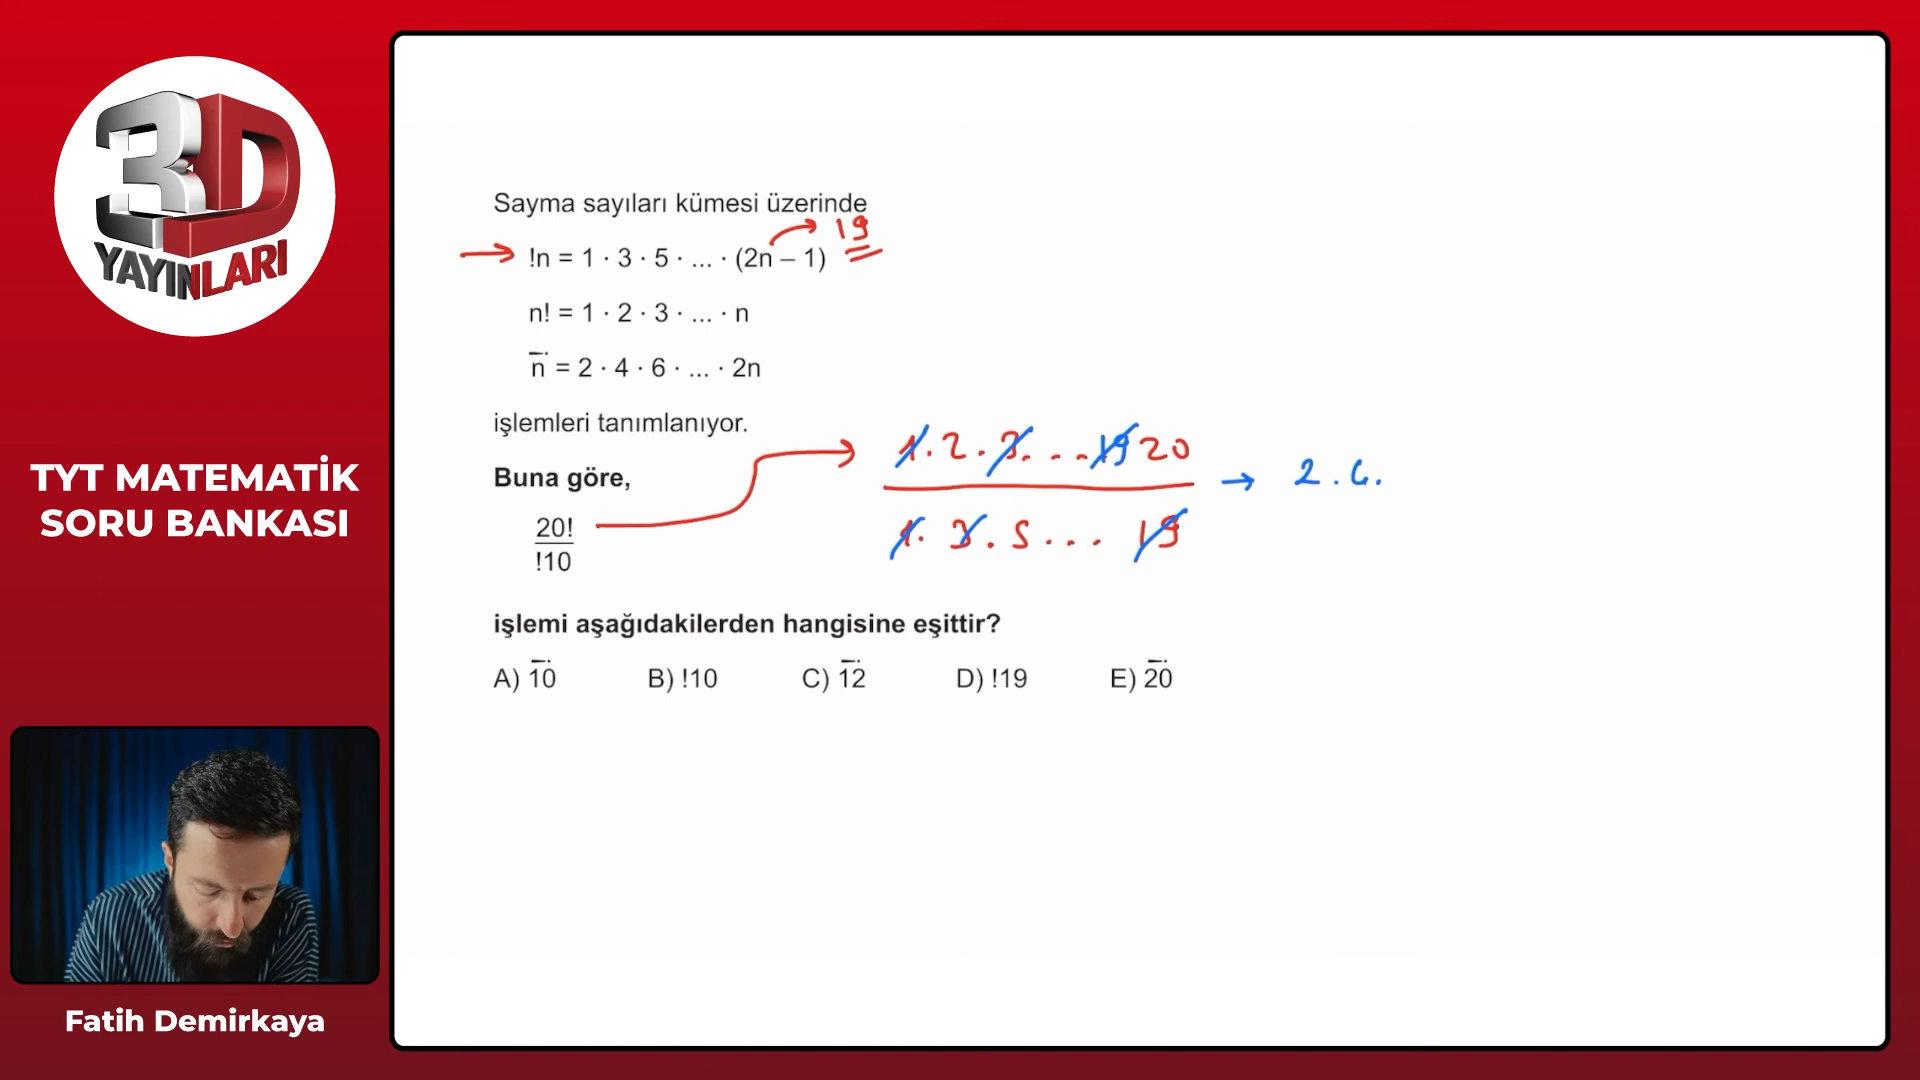 3D
YAYINLARI
TYT MATEMATİK
SORU BANKASI
Fatih Demirkaya
Sayma sayıları kümesi üzerinde
!n = 1 · 3 · 5 · ... · (2n – 1)
19
n! = 1 · 2 · 3 · ... · n
n̅ = 2 · 4 · 6 · ... · 2n
işlemleri tanımlanıyor.
Buna göre,
20!
!10
1. 2 . 3. . . 19 20
1. 3 . 5 . . . 19
→ 2 . 4 .
işlemi aşağıdakilerden hangisine eşittir?
A) 1̅0̅ B) !10 C) 1̅2̅ D) !19 E) 2̅0̅